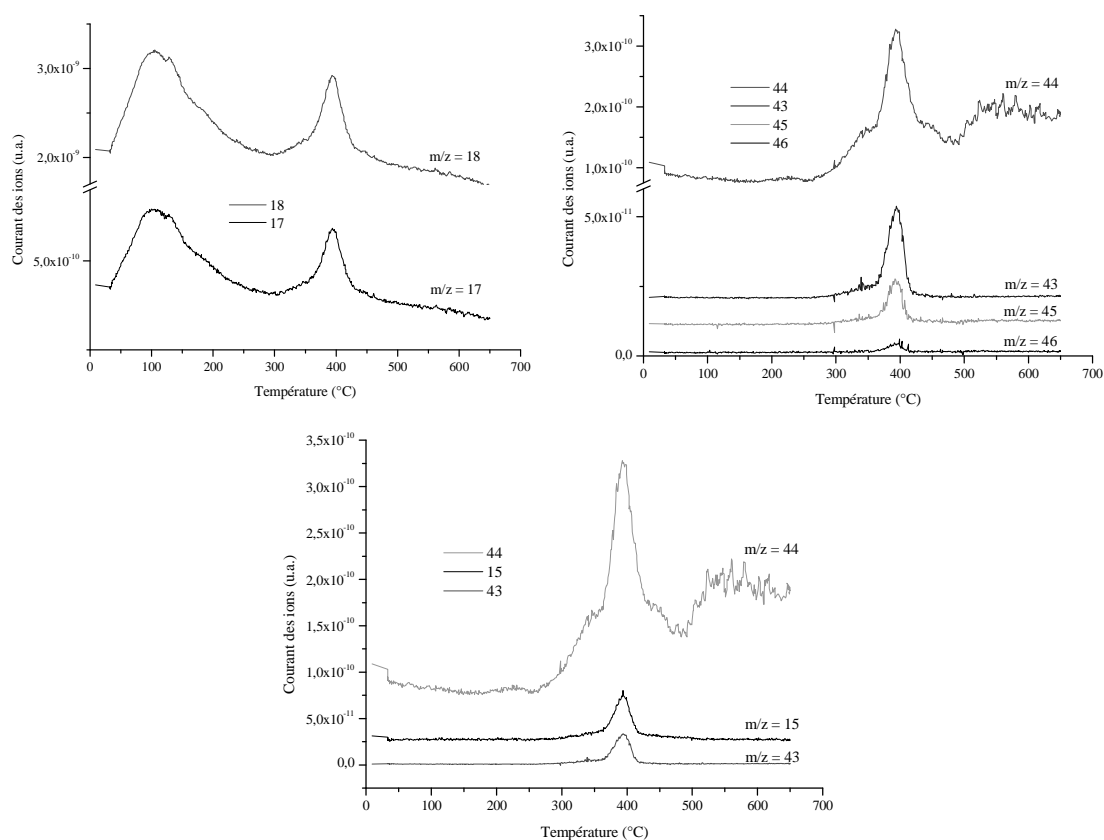 Courant des ions (u.a.)
3,0x10⁻⁹
2,0x10⁻⁹
5,0x10⁻¹⁰
m/z = 18
18
17
m/z = 17
0 100 200 300 400 500 600 700
Température (°C)
Courant des ions (u.a.)
3,0x10⁻¹⁰
2,0x10⁻¹⁰
1,0x10⁻¹⁰
5,0x10⁻¹¹
0,0
44
43
45
46
m/z = 44
m/z = 43
m/z = 45
m/z = 46
0 100 200 300 400 500 600 700
Température (°C)
Courant des ions (u.a.)
3,5x10⁻¹⁰
3,0x10⁻¹⁰
2,5x10⁻¹⁰
2,0x10⁻¹⁰
1,5x10⁻¹⁰
1,0x10⁻¹⁰
5,0x10⁻¹¹
0,0
44
15
43
m/z = 44
m/z = 15
m/z = 43
0 100 200 300 400 500 600 700
Température (°C)